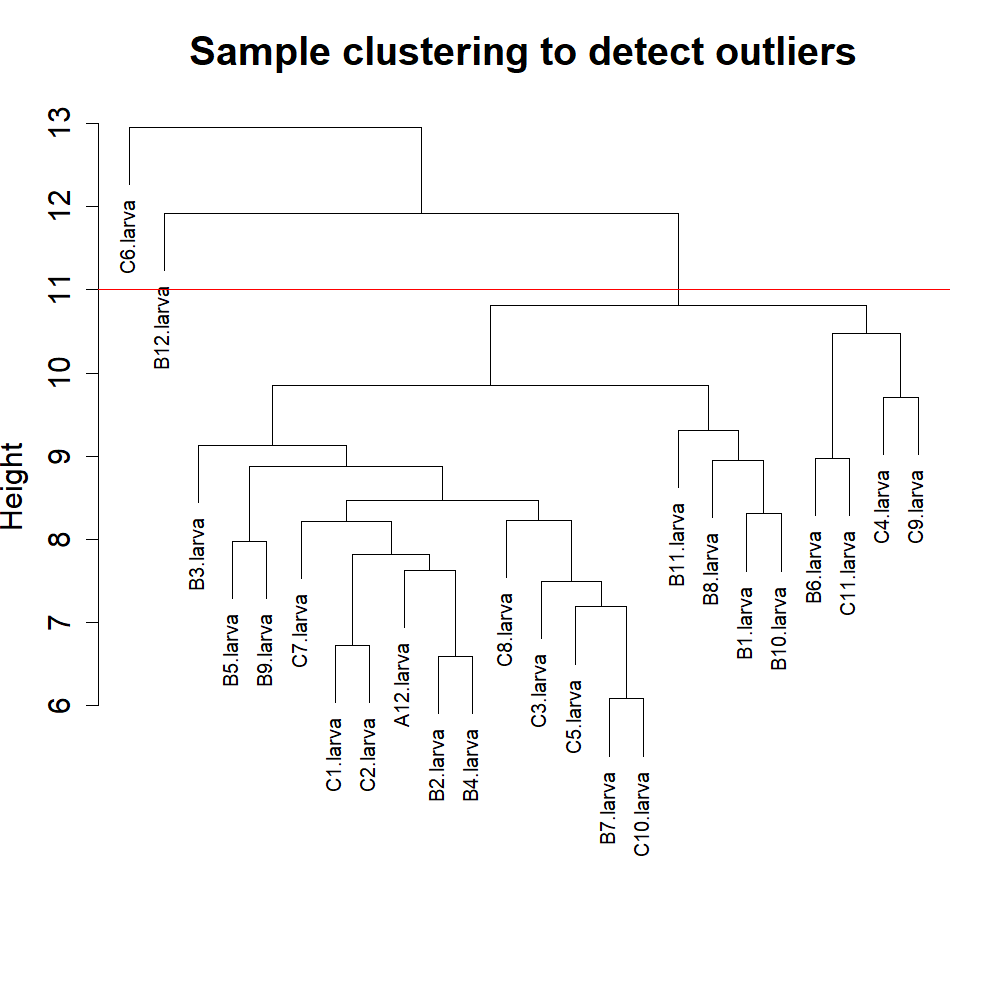 Sample clustering to detect outliers
Height
13
12
11
10
9
8
7
6
C6.larva
B12.larva
B3.larva
B5.larva
B9.larva
C7.larva
C1.larva
C2.larva
A12.larva
B2.larva
B4.larva
C8.larva
C3.larva
C5.larva
B7.larva
C10.larva
B11.larva
B8.larva
B1.larva
B10.larva
B6.larva
C11.larva
C4.larva
C9.larva